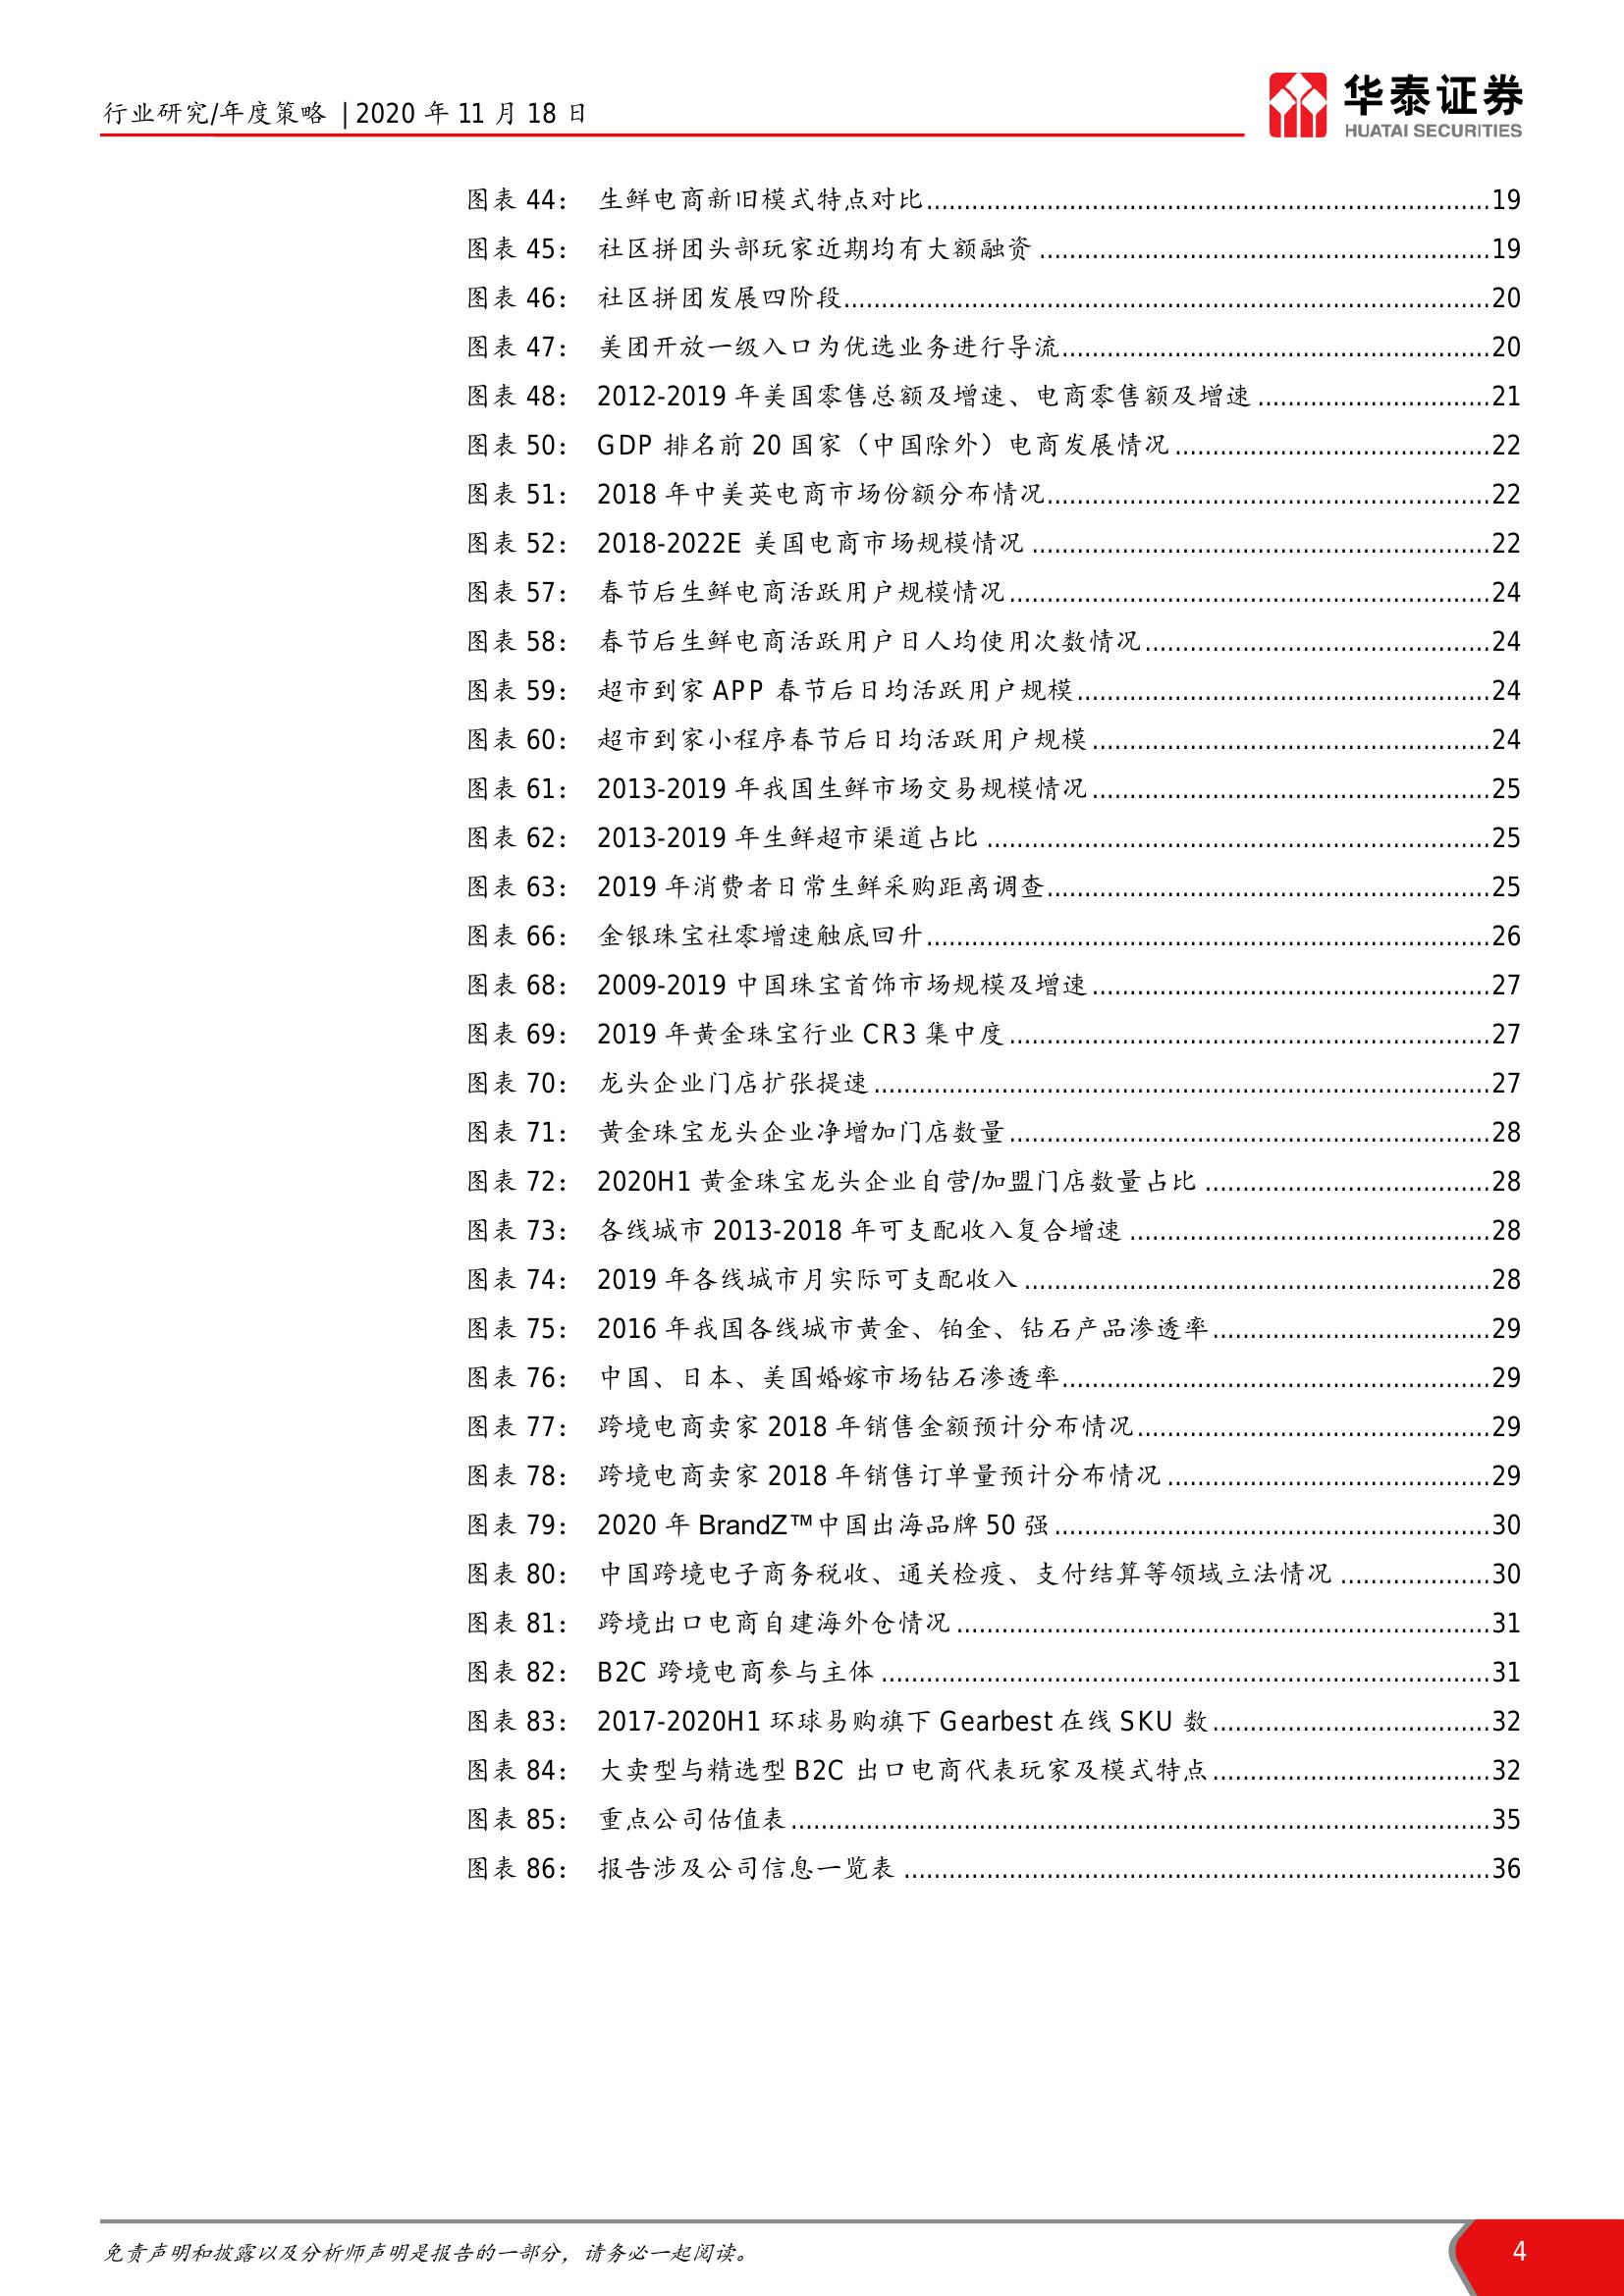 行业研究/年度策略 | 2020 年 11 月 18 日
华泰证券
HUATAI SECURITIES
图表 44： 生鲜电商新旧模式特点对比 19
图表 45： 社区拼团头部玩家近期均有大额融资 19
图表 46： 社区拼团发展四阶段 20
图表 47： 美团开放一级入口为优选业务进行导流 20
图表 48： 2012-2019 年美国零售总额及增速、电商零售额及增速 21
图表 50： GDP 排名前 20 国家（中国除外）电商发展情况 22
图表 51： 2018 年中美英电商市场份额分布情况 22
图表 52： 2018-2022E 美国电商市场规模情况 22
图表 57： 春节后生鲜电商活跃用户规模情况 24
图表 58： 春节后生鲜电商活跃用户日人均使用次数情况 24
图表 59： 超市到家 APP 春节后日均活跃用户规模 24
图表 60： 超市到家小程序春节后日均活跃用户规模 24
图表 61： 2013-2019 年我国生鲜市场交易规模情况 25
图表 62： 2013-2019 年生鲜超市渠道占比 25
图表 63： 2019 年消费者日常生鲜采购距离调查 25
图表 66： 金银珠宝社零增速触底回升 26
图表 68： 2009-2019 中国珠宝首饰市场规模及增速 27
图表 69： 2019 年黄金珠宝行业 CR3 集中度 27
图表 70： 龙头企业门店扩张提速 27
图表 71： 黄金珠宝龙头企业净增加门店数量 28
图表 72： 2020H1 黄金珠宝龙头企业自营/加盟门店数量占比 28
图表 73： 各线城市 2013-2018 年可支配收入复合增速 28
图表 74： 2019 年各线城市月实际可支配收入 28
图表 75： 2016 年我国各线城市黄金、铂金、钻石产品渗透率 29
图表 76： 中国、日本、美国婚嫁市场钻石渗透率 29
图表 77： 跨境电商卖家 2018 年销售金额预计分布情况 29
图表 78： 跨境电商卖家 2018 年销售订单量预计分布情况 29
图表 79： 2020 年 BrandZ™中国出海品牌 50 强 30
图表 80： 中国跨境电子商务税收、通关检疫、支付结算等领域立法情况 30
图表 81： 跨境出口电商自建海外仓情况 31
图表 82： B2C 跨境电商参与主体 31
图表 83： 2017-2020H1 环球易购旗下 Gearbest 在线 SKU 数 32
图表 84： 大卖型与精选型 B2C 出口电商代表玩家及模式特点 32
图表 85： 重点公司估值表 35
图表 86： 报告涉及公司信息一览表 36
免责声明和披露以及分析师声明是报告的一部分，请务必一起阅读。 4